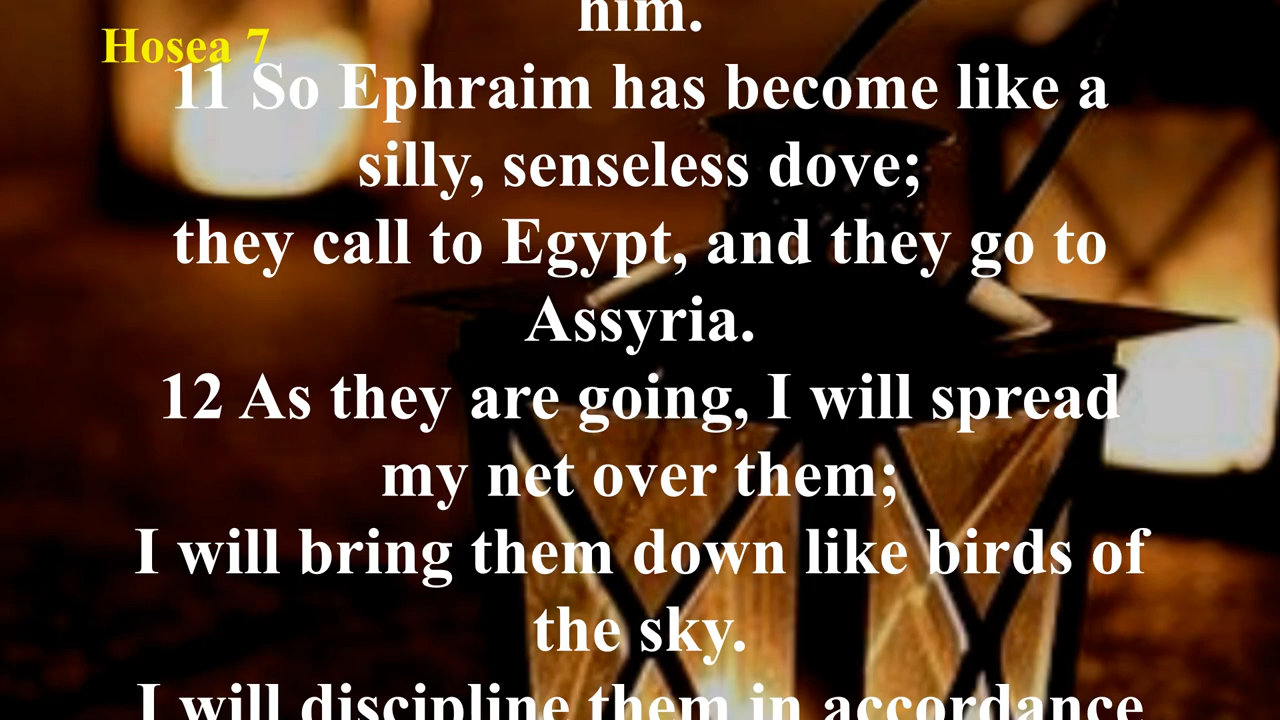 him.
Hosea 7
11 So Ephraim has become like a
silly, senseless dove;
they call to Egypt, and they go to
Assyria.
12 As they are going, I will spread
my net over them;
I will bring them down like birds of
the sky.
I will discipline them in accordance